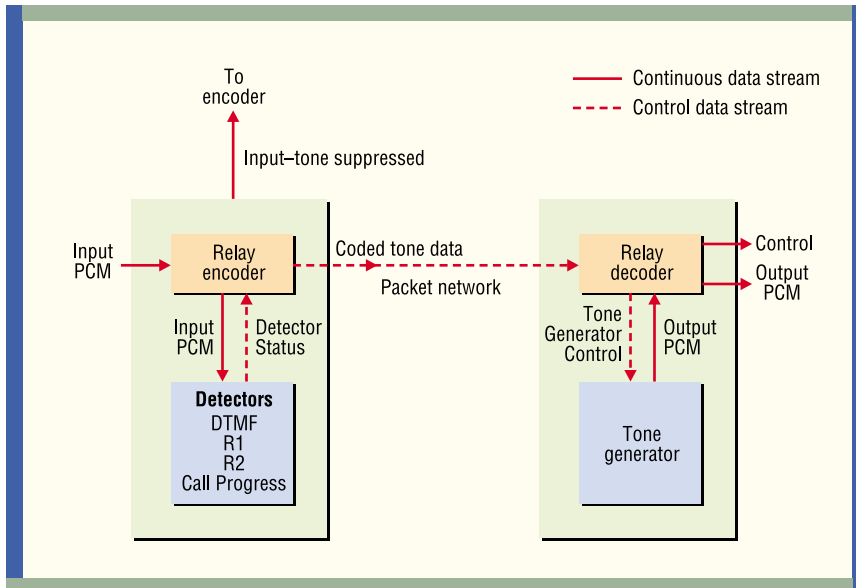 To
encoder
Continuous data stream
Control data stream
Input–tone suppressed
Input
PCM
Relay
encoder
Coded tone data
Packet network
Relay
decoder
Control
Output
PCM
Input
PCM
Detector
Status
Tone
Generator
Control
Output
PCM
Detectors
DTMF
R1
R2
Call Progress
Tone
generator